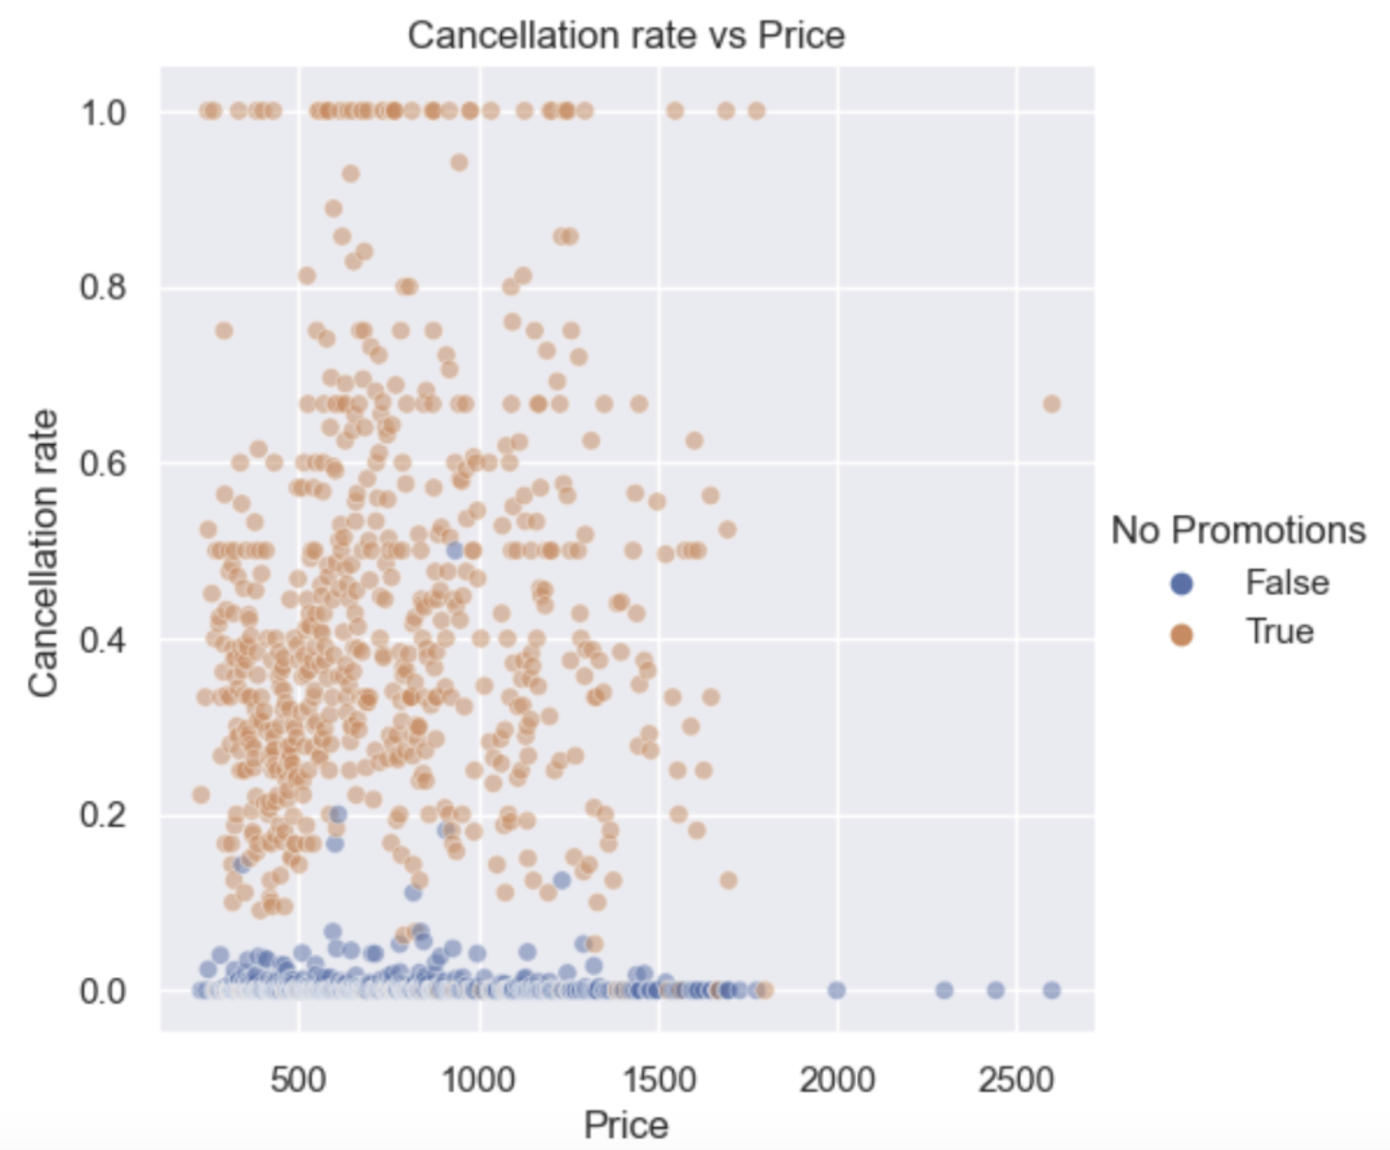 Cancellation rate vs Price
1.0
0.8
0.6
0.4
0.2
0.0
Cancellation rate
500 1000 1500 2000 2500
Price
No Promotions
False
True